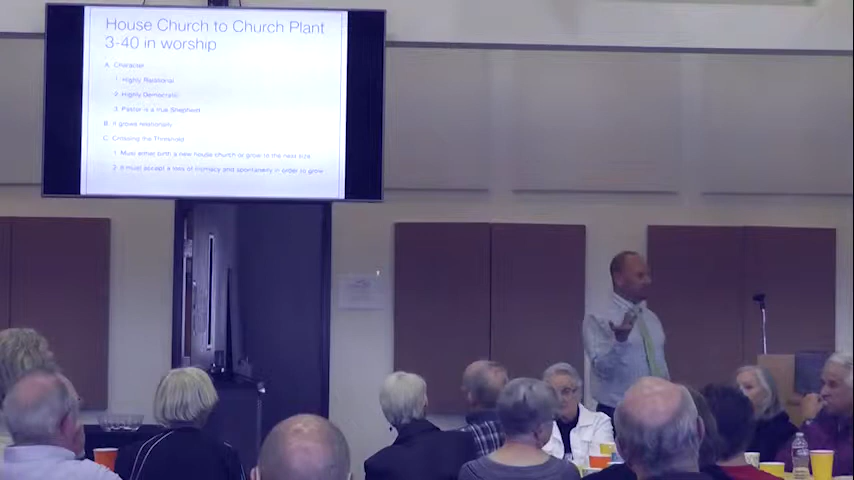 House Church to Church Plant
3-40 in worship
A. Character
1. Highly Relational
2. Highly Democratic
3. Pastor is a true Shepherd
B. It grows relationally
C. Crossing the Threshold
1. Must either birth a new house church or grow to the next size
2. It must accept a loss of intimacy and spontaneity in order to grow